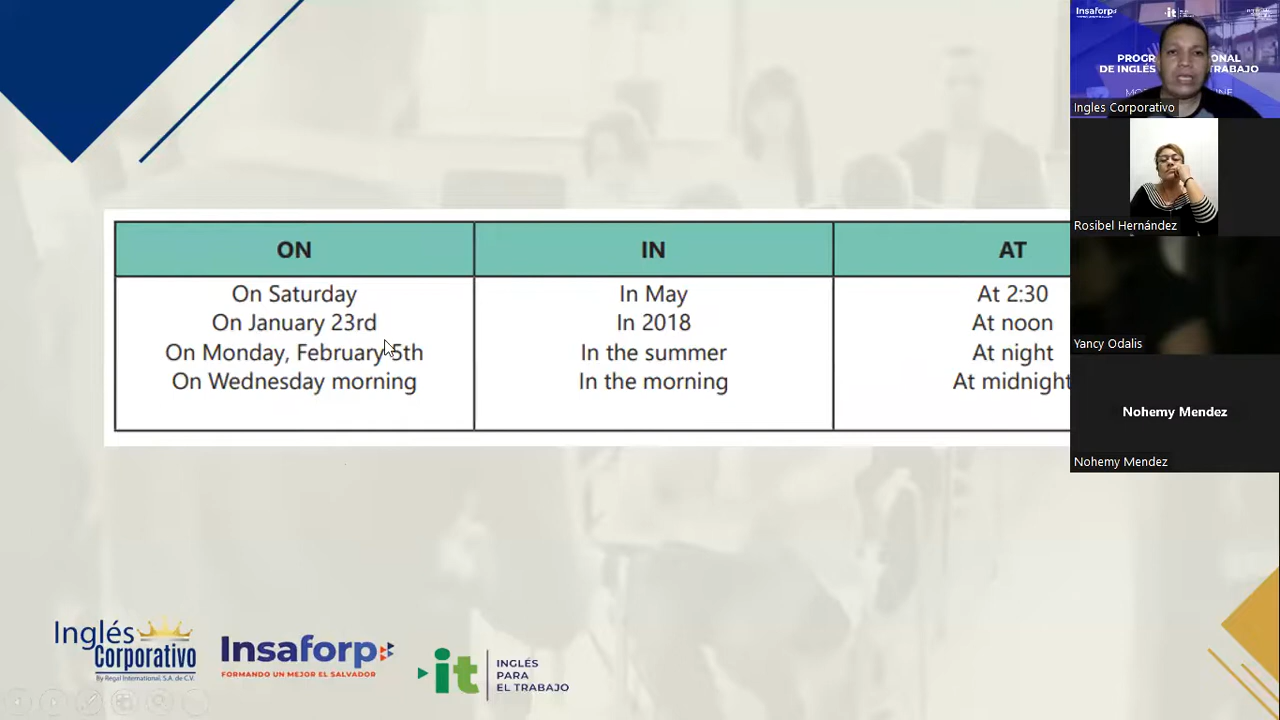 ON IN AT
On Saturday In May At 2:30
On January 23rd In 2018 At noon
On Monday, February 5th In the summer At night
On Wednesday morning In the morning At midnight
Inglés
Corporativo
By Regal International, S.A. de C.V.
Insaforp
FORMANDO UN MEJOR EL SALVADOR
it
INGLÉS
PARA
EL TRABAJO
Insaforp
it
PROGR ONAL
DE INGLÉS TRABAJO
Ingles Corporativo
Rosibel Hernández
Yancy Odalis
Nohemy Mendez
Nohemy Mendez